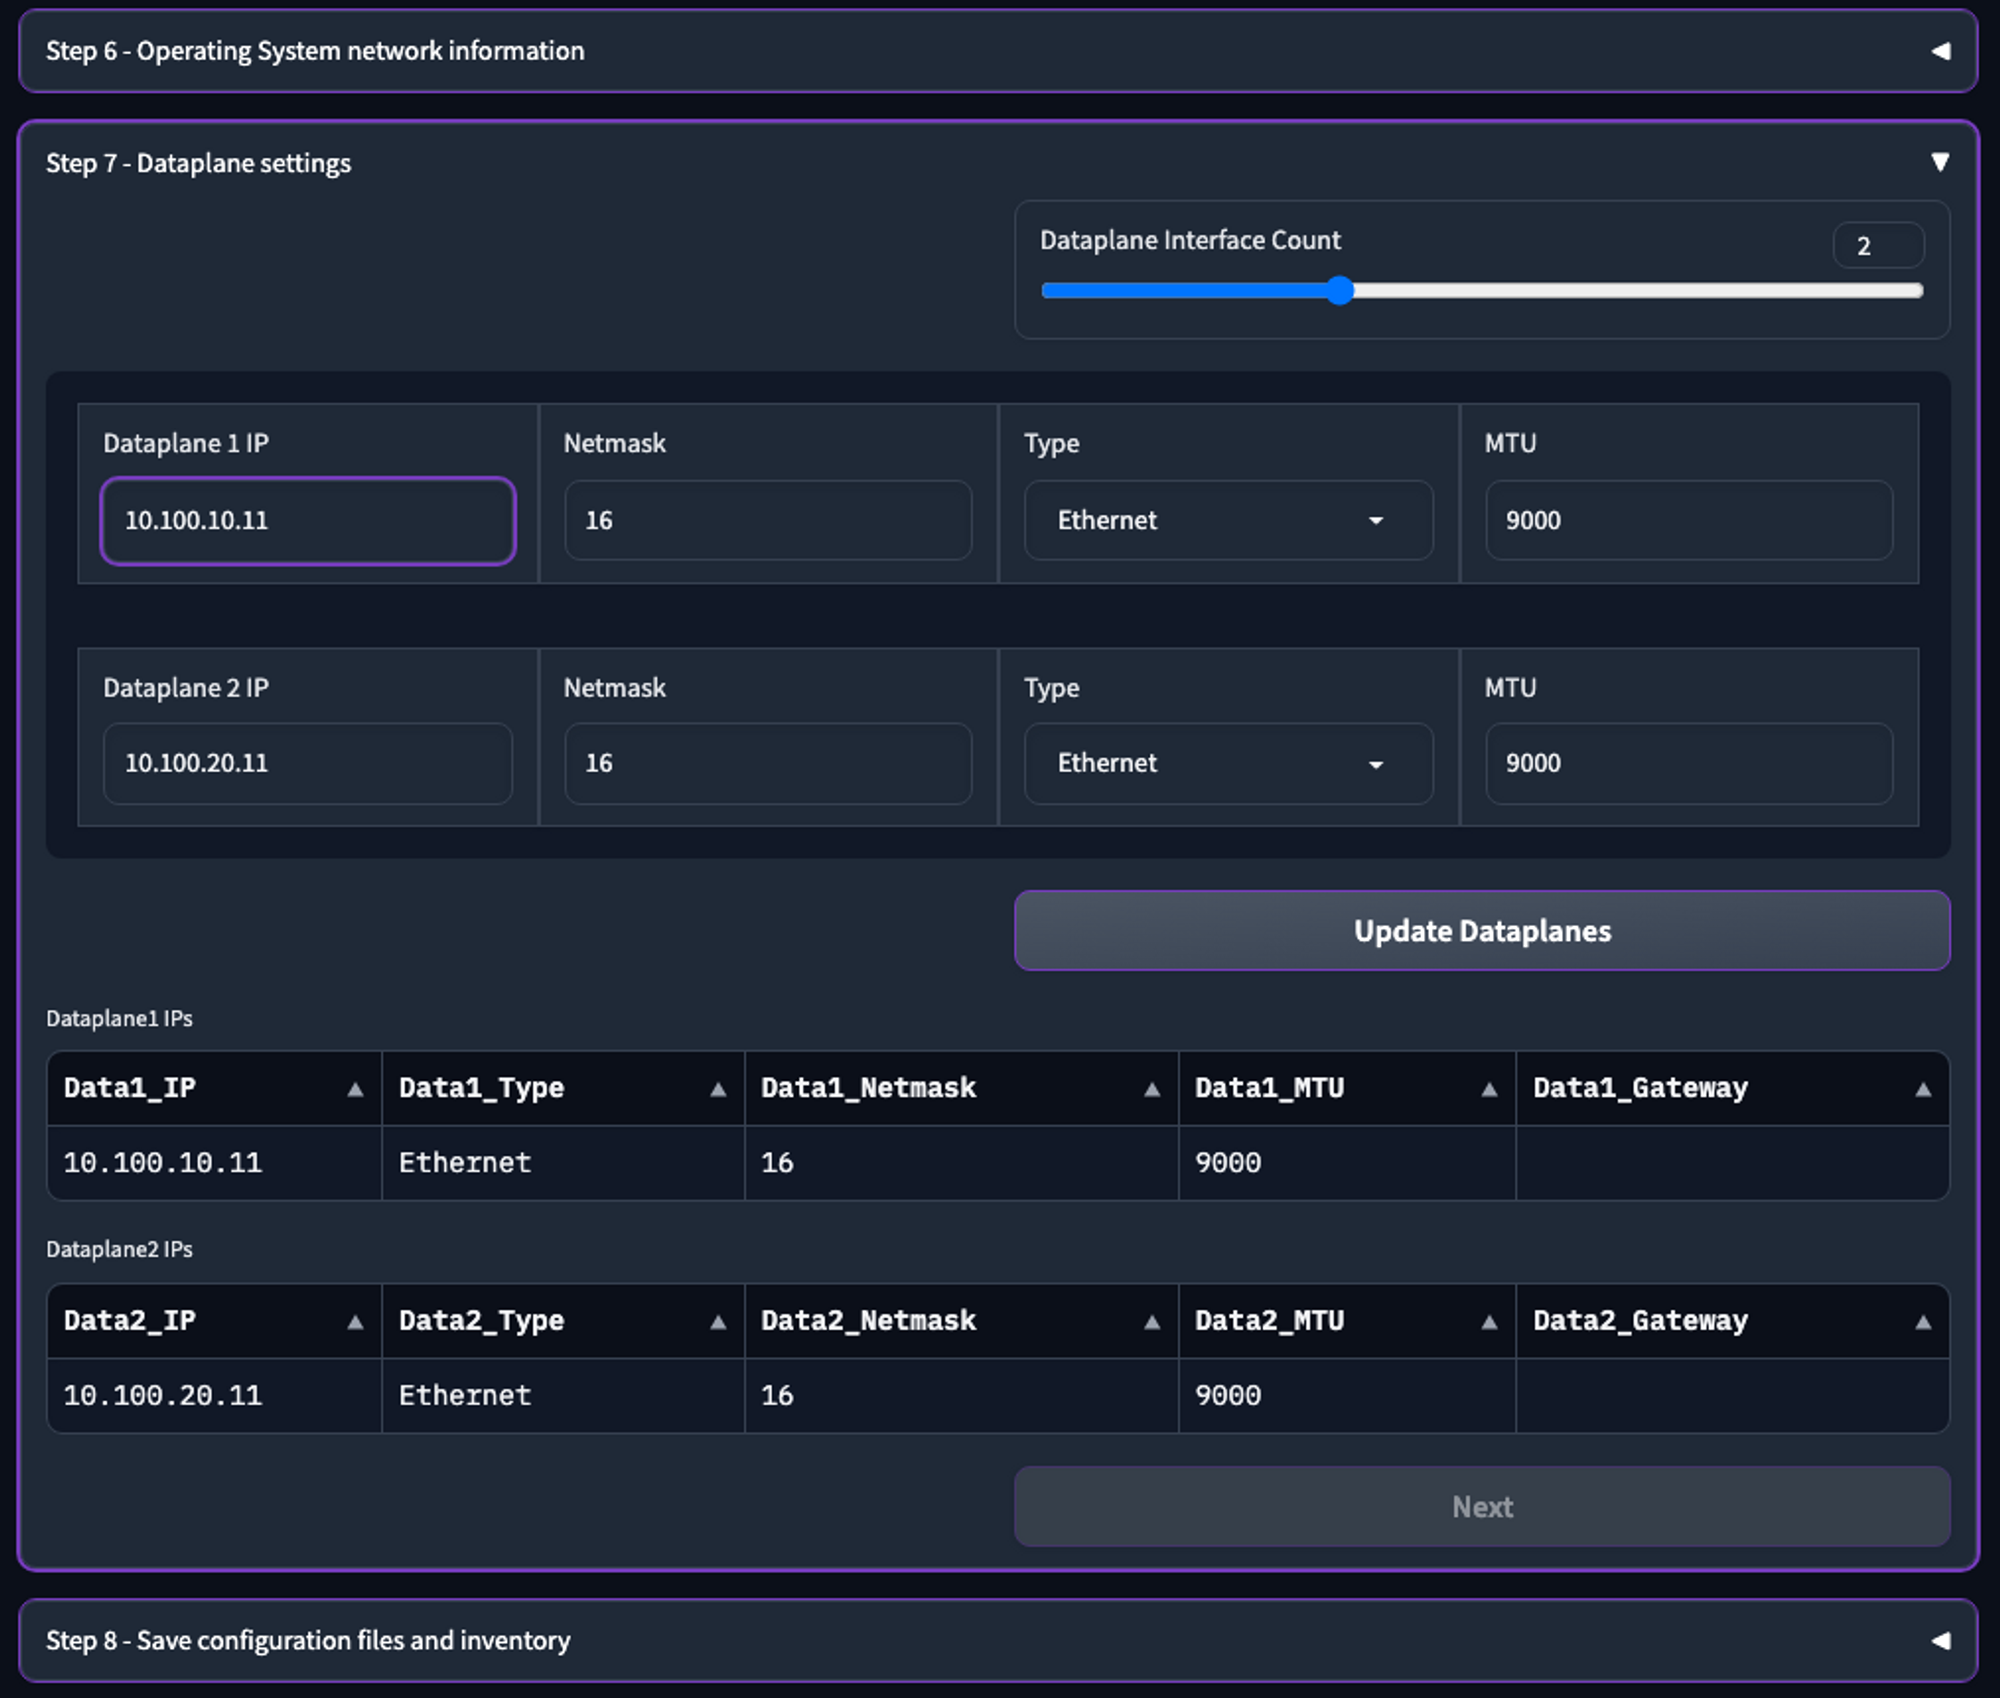 Step 6 - Operating System network information
Step 7 - Dataplane settings
Dataplane Interface Count 2
Dataplane 1 IP Netmask Type MTU
10.100.10.11 16 Ethernet 9000
Dataplane 2 IP Netmask Type MTU
10.100.20.11 16 Ethernet 9000
Update Dataplanes
Dataplane1 IPs
Data1_IP Data1_Type Data1_Netmask Data1_MTU Data1_Gateway
10.100.10.11 Ethernet 16 9000
Dataplane2 IPs
Data2_IP Data2_Type Data2_Netmask Data2_MTU Data2_Gateway
10.100.20.11 Ethernet 16 9000
Next
Step 8 - Save configuration files and inventory